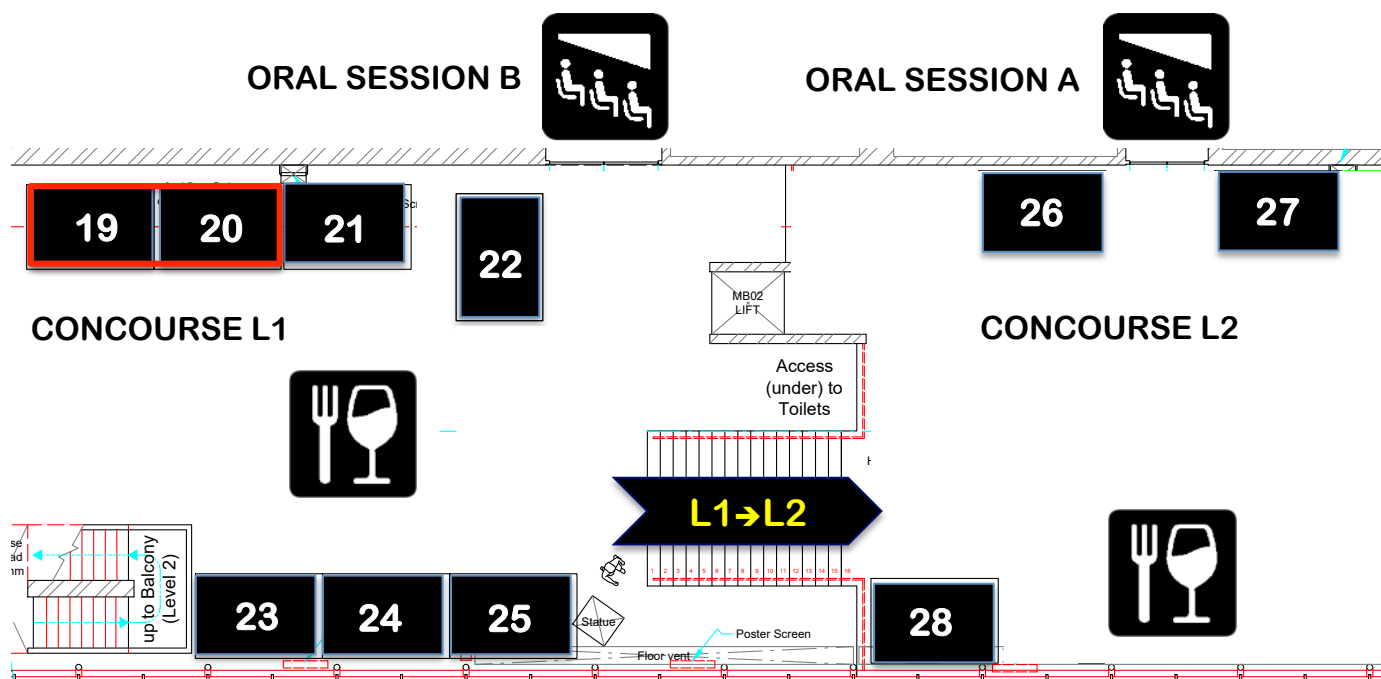 ORAL SESSION B
ORAL SESSION A
19
20
21
22
26
27
MB02
LIFT
CONCOURSE L1
CONCOURSE L2
Access
(under) to
Toilets
L1➔L2
up to Balcony
(Level 2)
1 2 3 4 5 6 7 8 9 10 11 12 13 14 15 16
23
24
25
Statue
28
Poster Screen
Floor vent